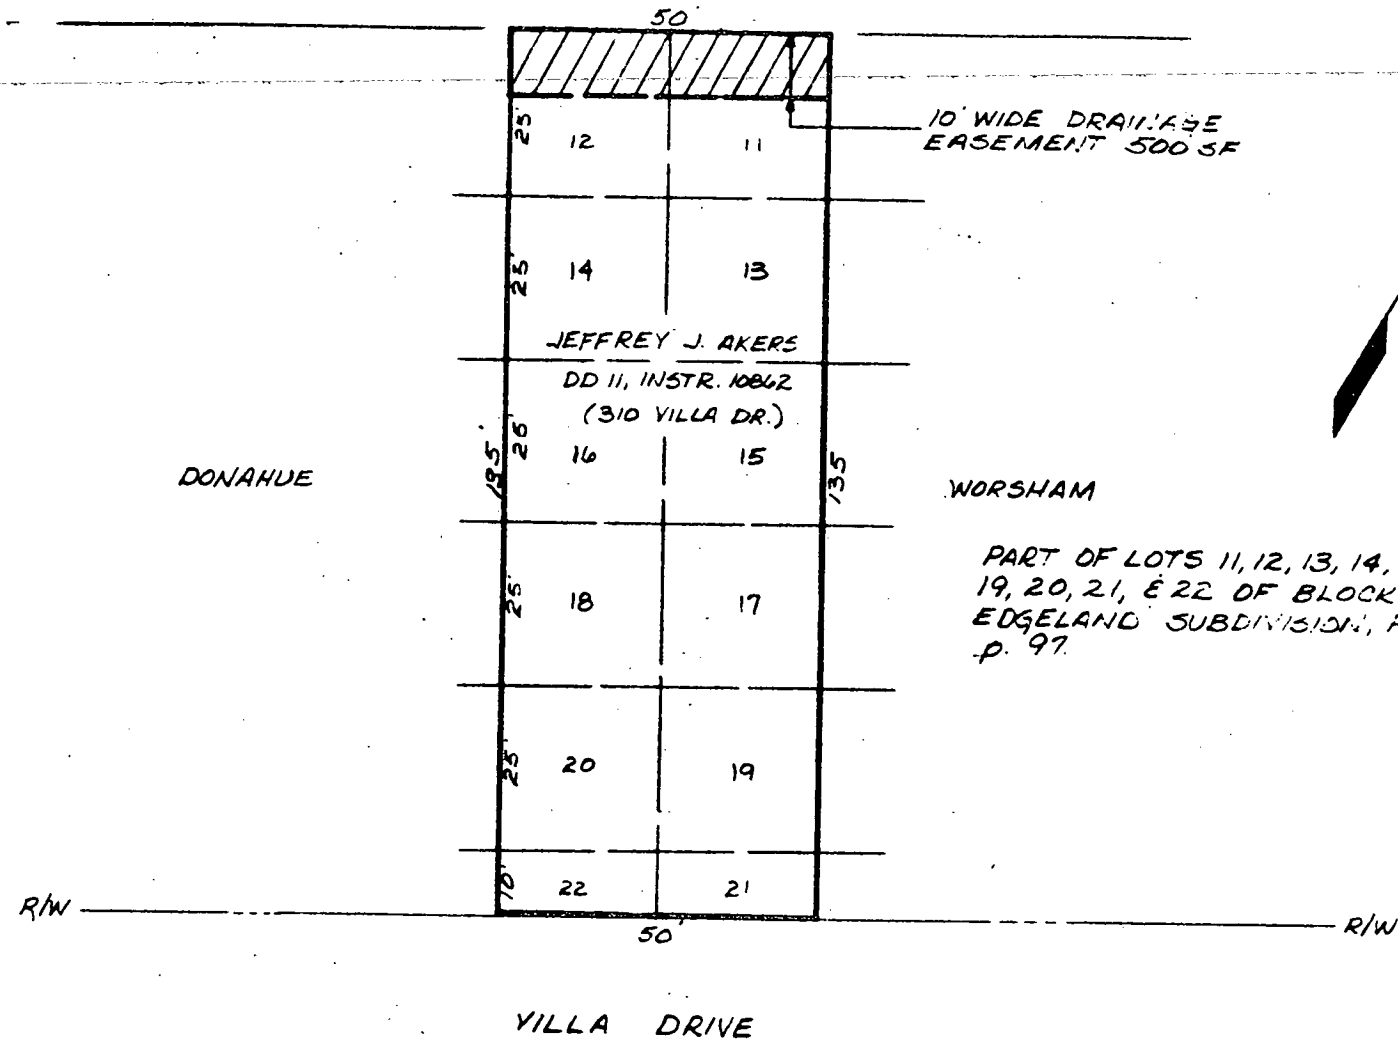 50'
10' WIDE DRAINAGE
EASEMENT 500 SF
25'
12
11
25'
14
13
JEFFREY J. AKERS
DD 11, INSTR. 10862
(310 VILLA DR.)
25'
16
15
135'
135
DONAHUE
WORSHAM
PART OF LOTS 11, 12, 13, 14,
19, 20, 21, & 22 OF BLOCK
EDGELAND SUBDIVISION,
p. 97.
25'
18
17
25'
20
19
10'
22
21
R/W
R/W
50'
VILLA DRIVE